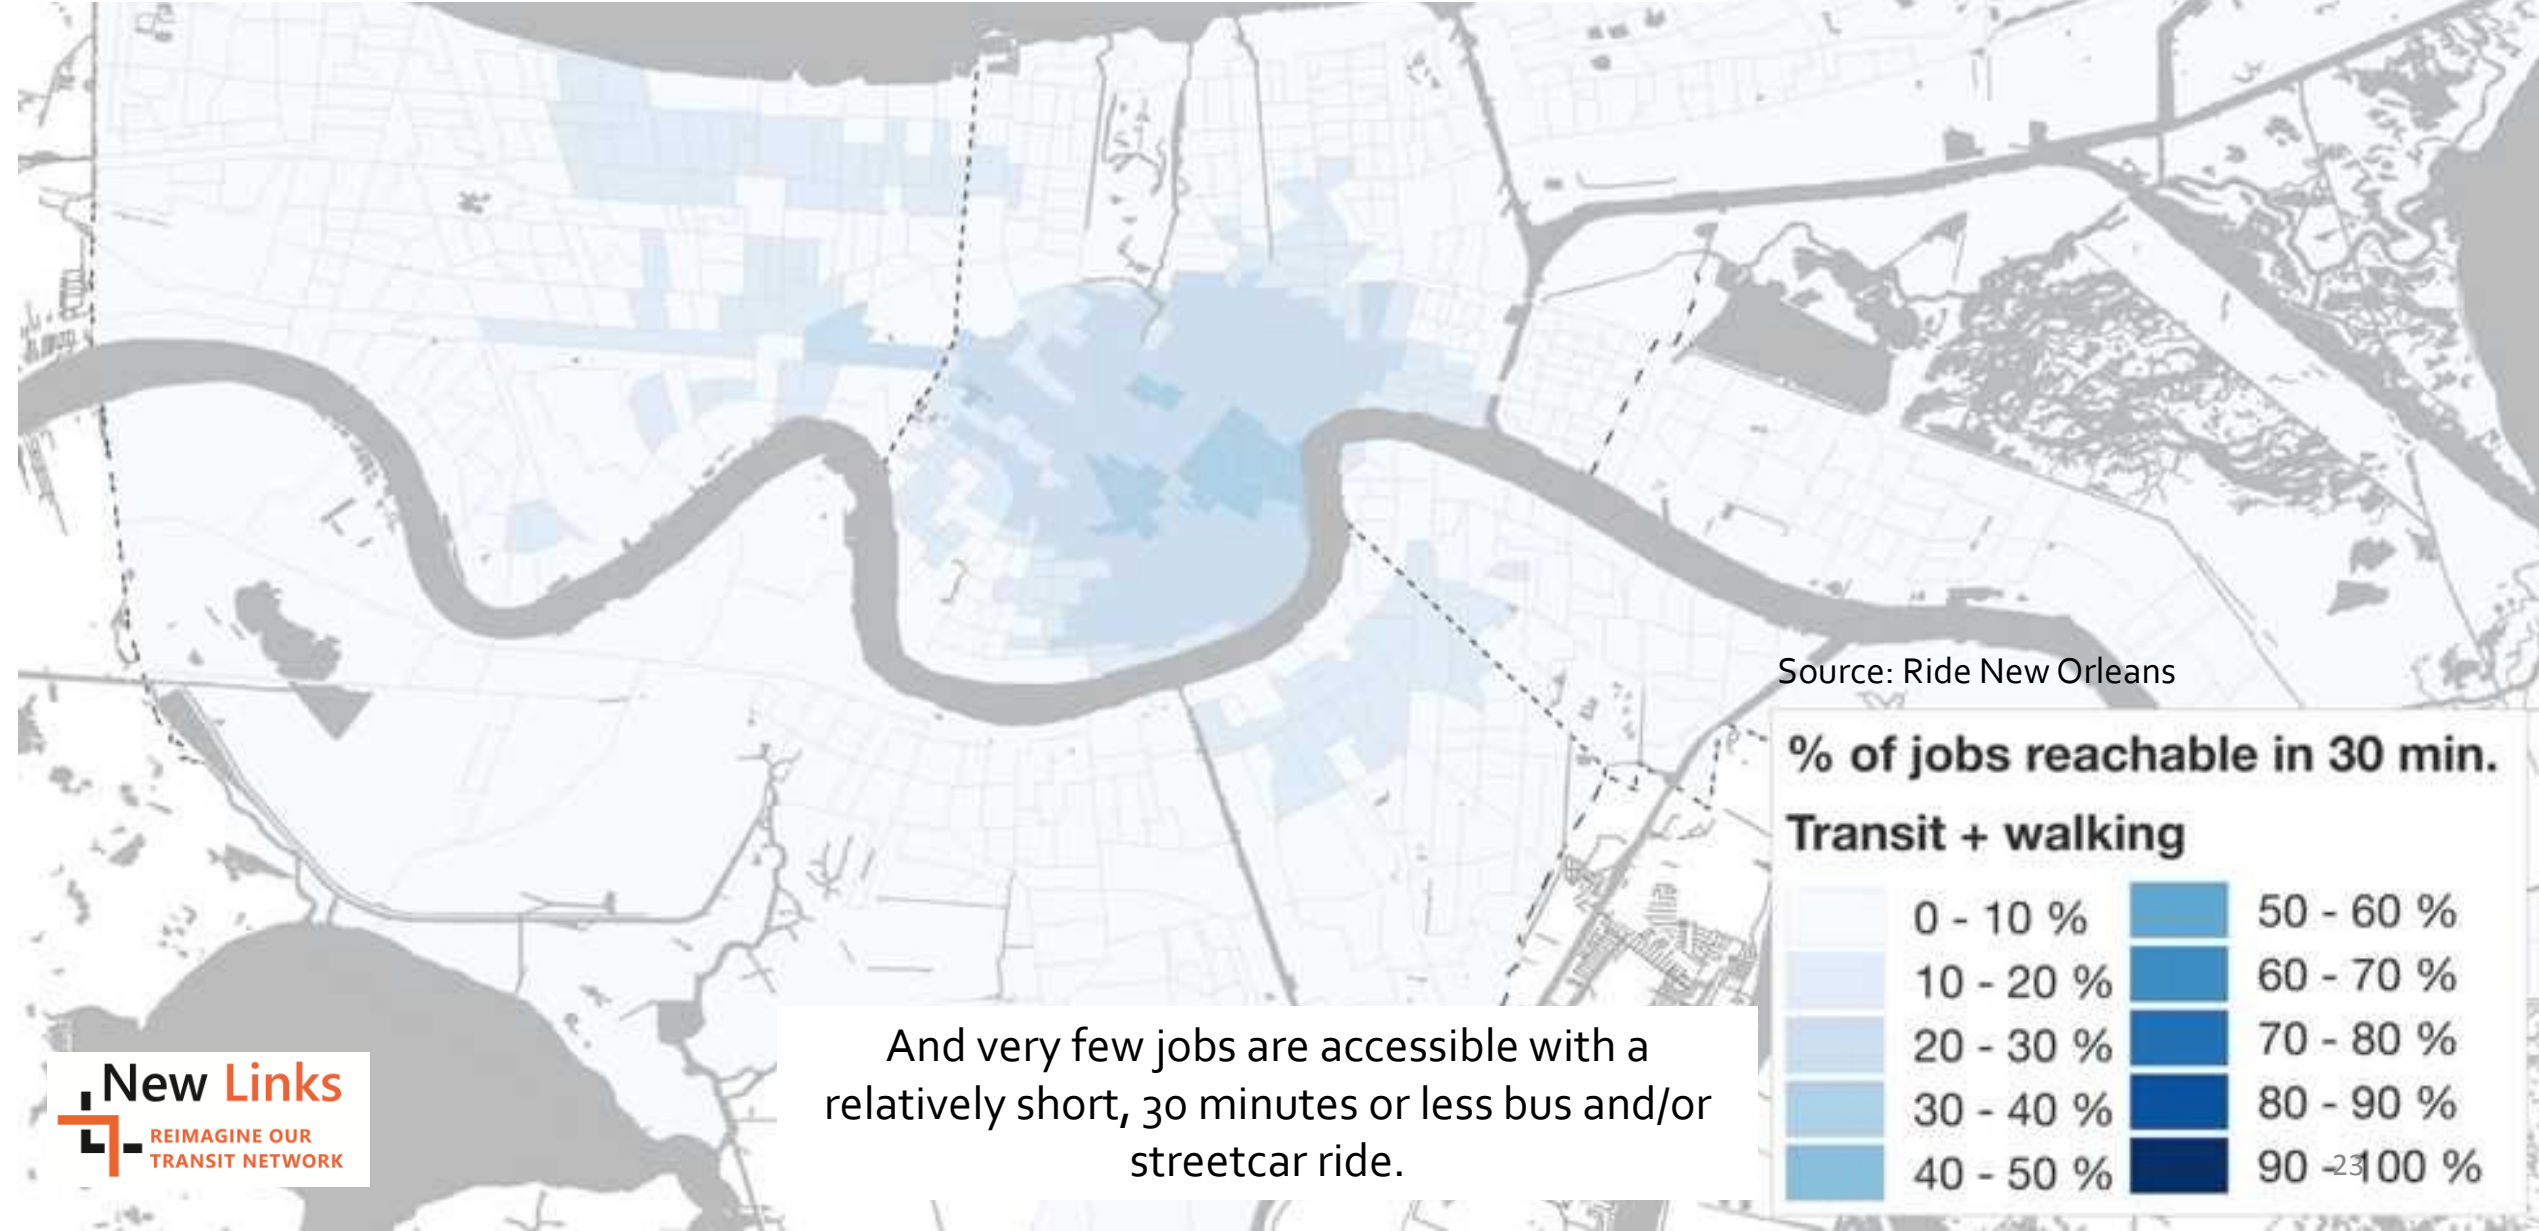 Source: Ride New Orleans
% of jobs reachable in 30 min.
Transit + walking
0 - 10 %
10 - 20 %
20 - 30 %
30 - 40 %
40 - 50 %
50 - 60 %
60 - 70 %
70 - 80 %
80 - 90 %
90 - 100 %
23
And very few jobs are accessible with a
relatively short, 30 minutes or less bus and/or
streetcar ride.
New Links
REIMAGINE OUR
TRANSIT NETWORK